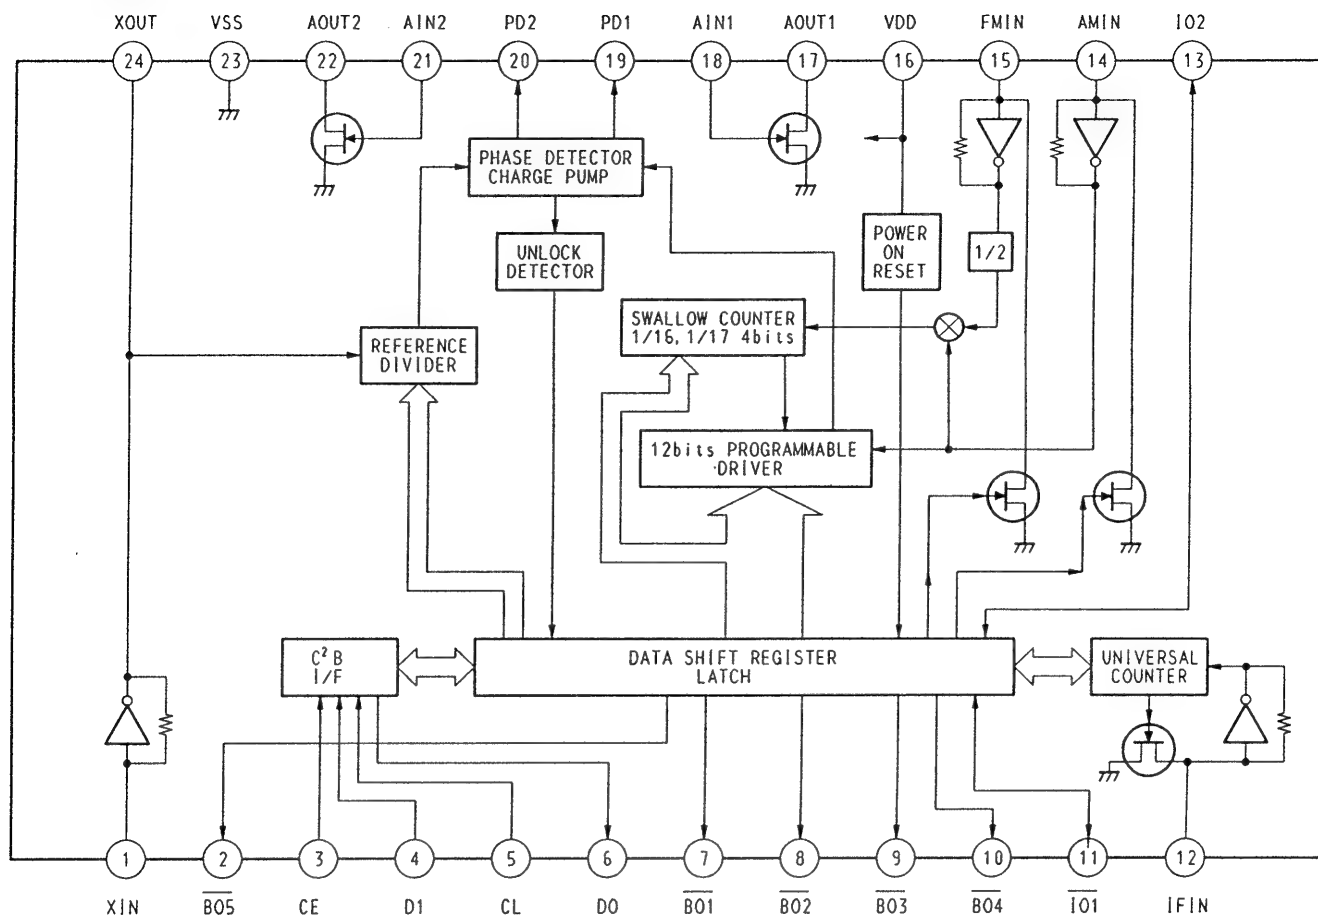 XOUT VSS AOUT2 AIN2 PD2 PD1 AIN1 AOUT1 VDD FMIN AMIN IO2
24 23 22 21 20 19 18 17 16 15 14 13
PHASE DETECTOR
CHARGE PUMP
UNLOCK
DETECTOR
POWER
ON
RESET
1/2
SWALLOW COUNTER
1/16, 1/17 4bits
REFERENCE
DIVIDER
12bits PROGRAMMABLE
DRIVER
C²B
I/F
DATA SHIFT REGISTER
LATCH
UNIVERSAL
COUNTER
1 2 3 4 5 6 7 8 9 10 11 12
XIN BO5 CE D1 CL DO BO1 BO2 BO3 BO4 IO1 IFIN